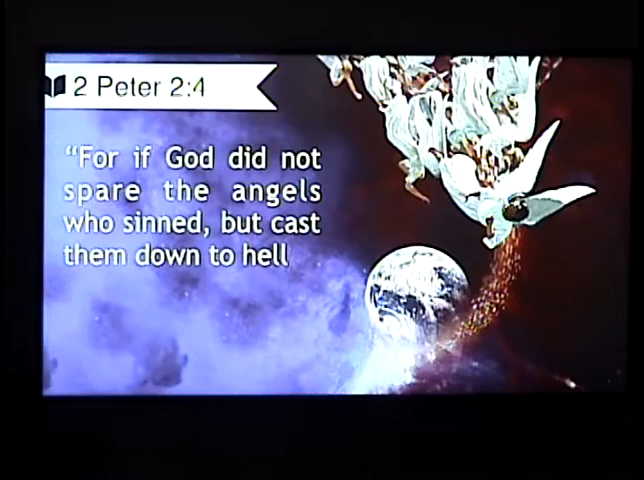 2 Peter 2:4
“For if God did not
spare the angels
who sinned, but cast
them down to hell